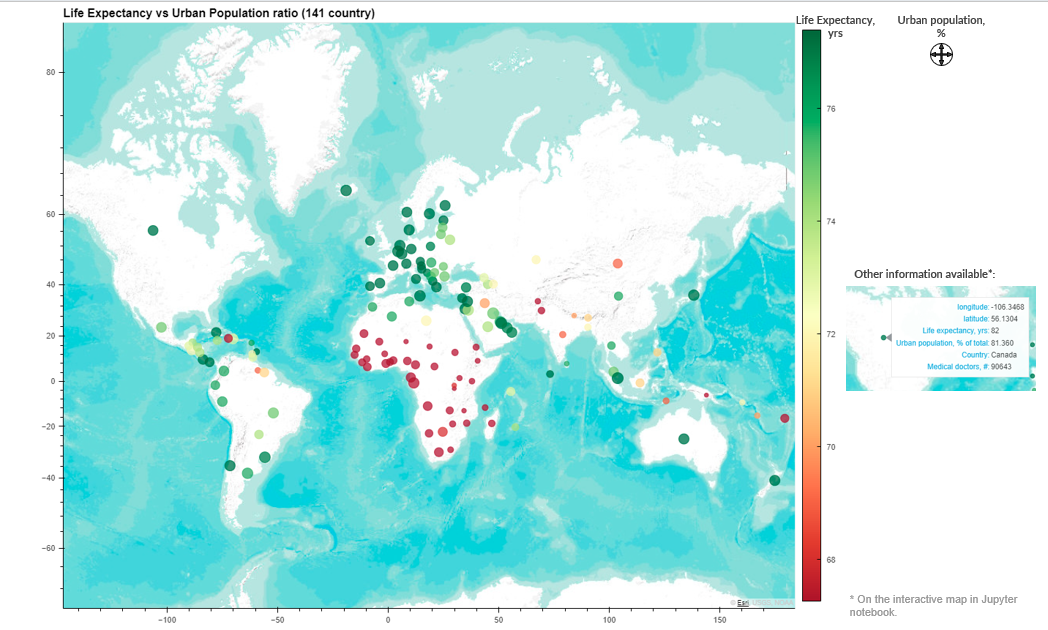 Life Expectancy vs Urban Population ratio (141 country)
Life Expectancy,
yrs
Urban population,
%
80
60
40
20
0
−20
−40
−60
−100
−50
0
50
100
150
76
74
72
70
68
Other information available*:
longitude: -106.3468
latitude: 56.1304
Life expectancy, yrs: 82
Urban population, % of total: 81.360
Country: Canada
Medical doctors, #: 90643
© Esri
* On the interactive map in Jupyter
notebook.